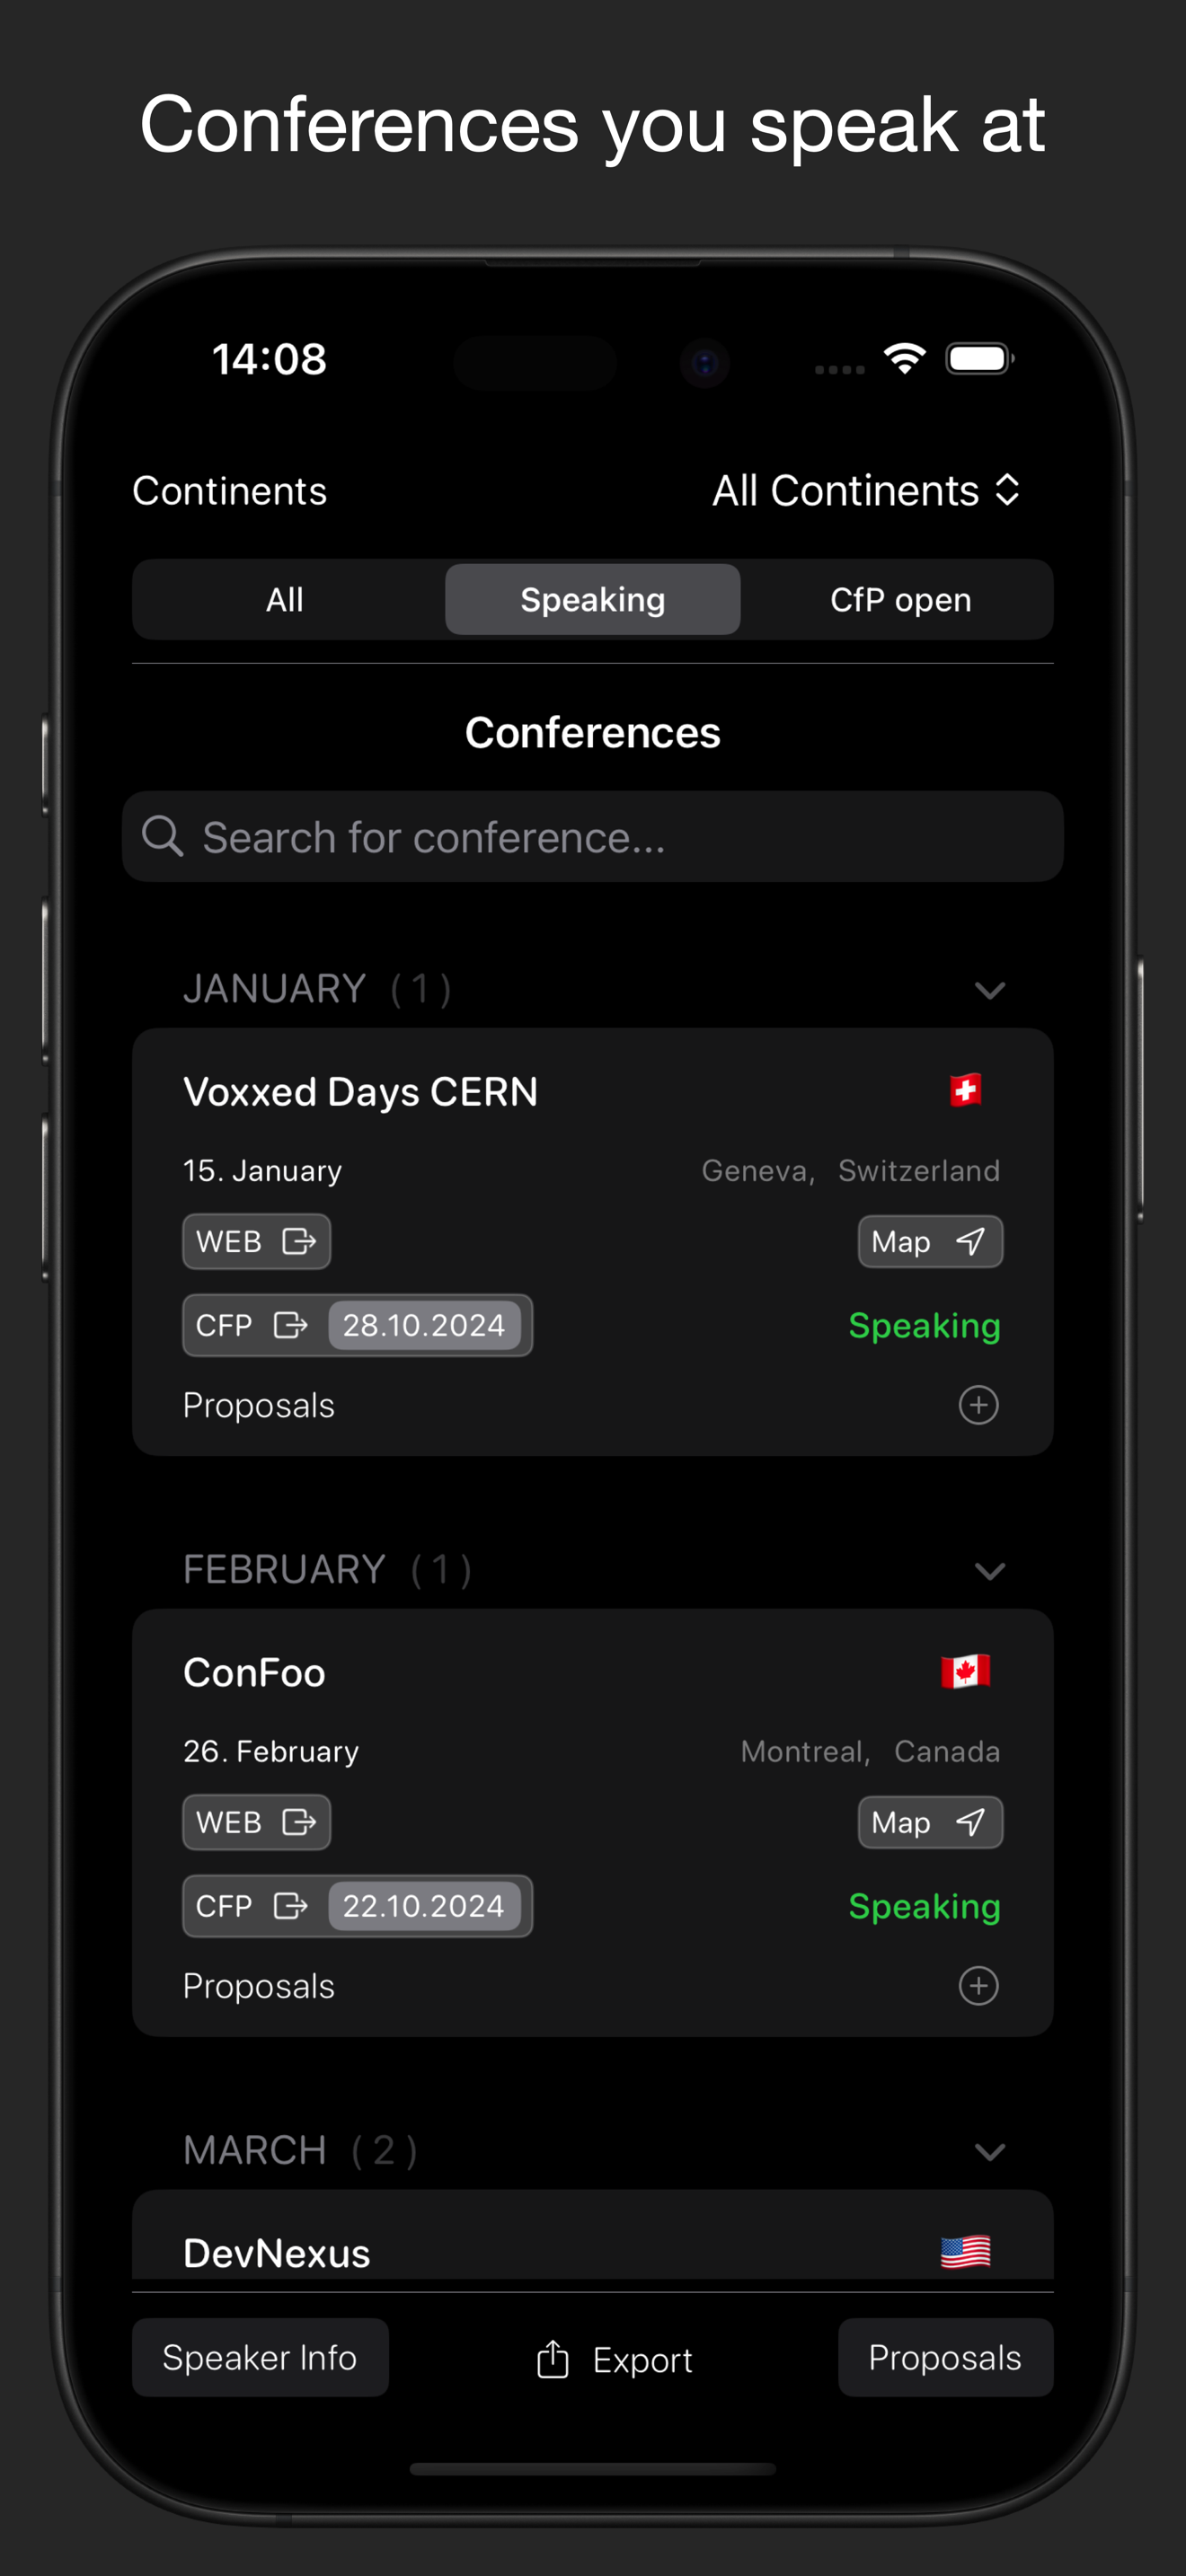 Conferences you speak at
14:08
Continents All Continents
All Speaking CfP open
Conferences
Search for conference...
JANUARY (1)
Voxxed Days CERN
15. January Geneva, Switzerland
WEB Map
CFP 28.10.2024 Speaking
Proposals
FEBRUARY (1)
ConFoo
26. February Montreal, Canada
WEB Map
CFP 22.10.2024 Speaking
Proposals
MARCH (2)
DevNexus
Speaker Info Export Proposals